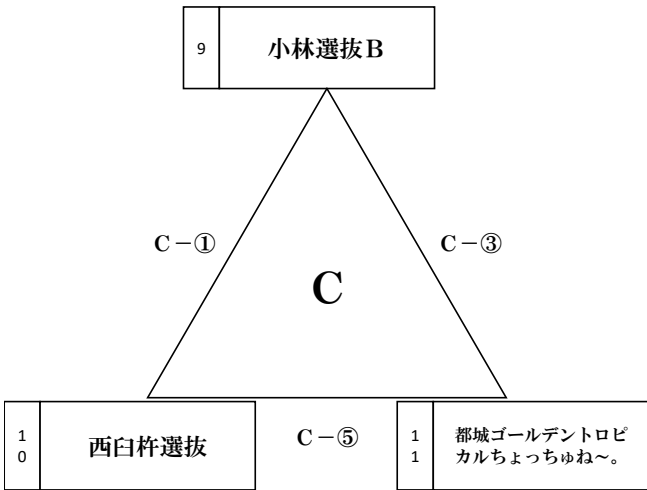 9
小林選抜B
C－①
C－③
C
1
0
西臼杵選抜
C－⑤
1
1
都城ゴールデントロピ
カルちょっちゅね～。